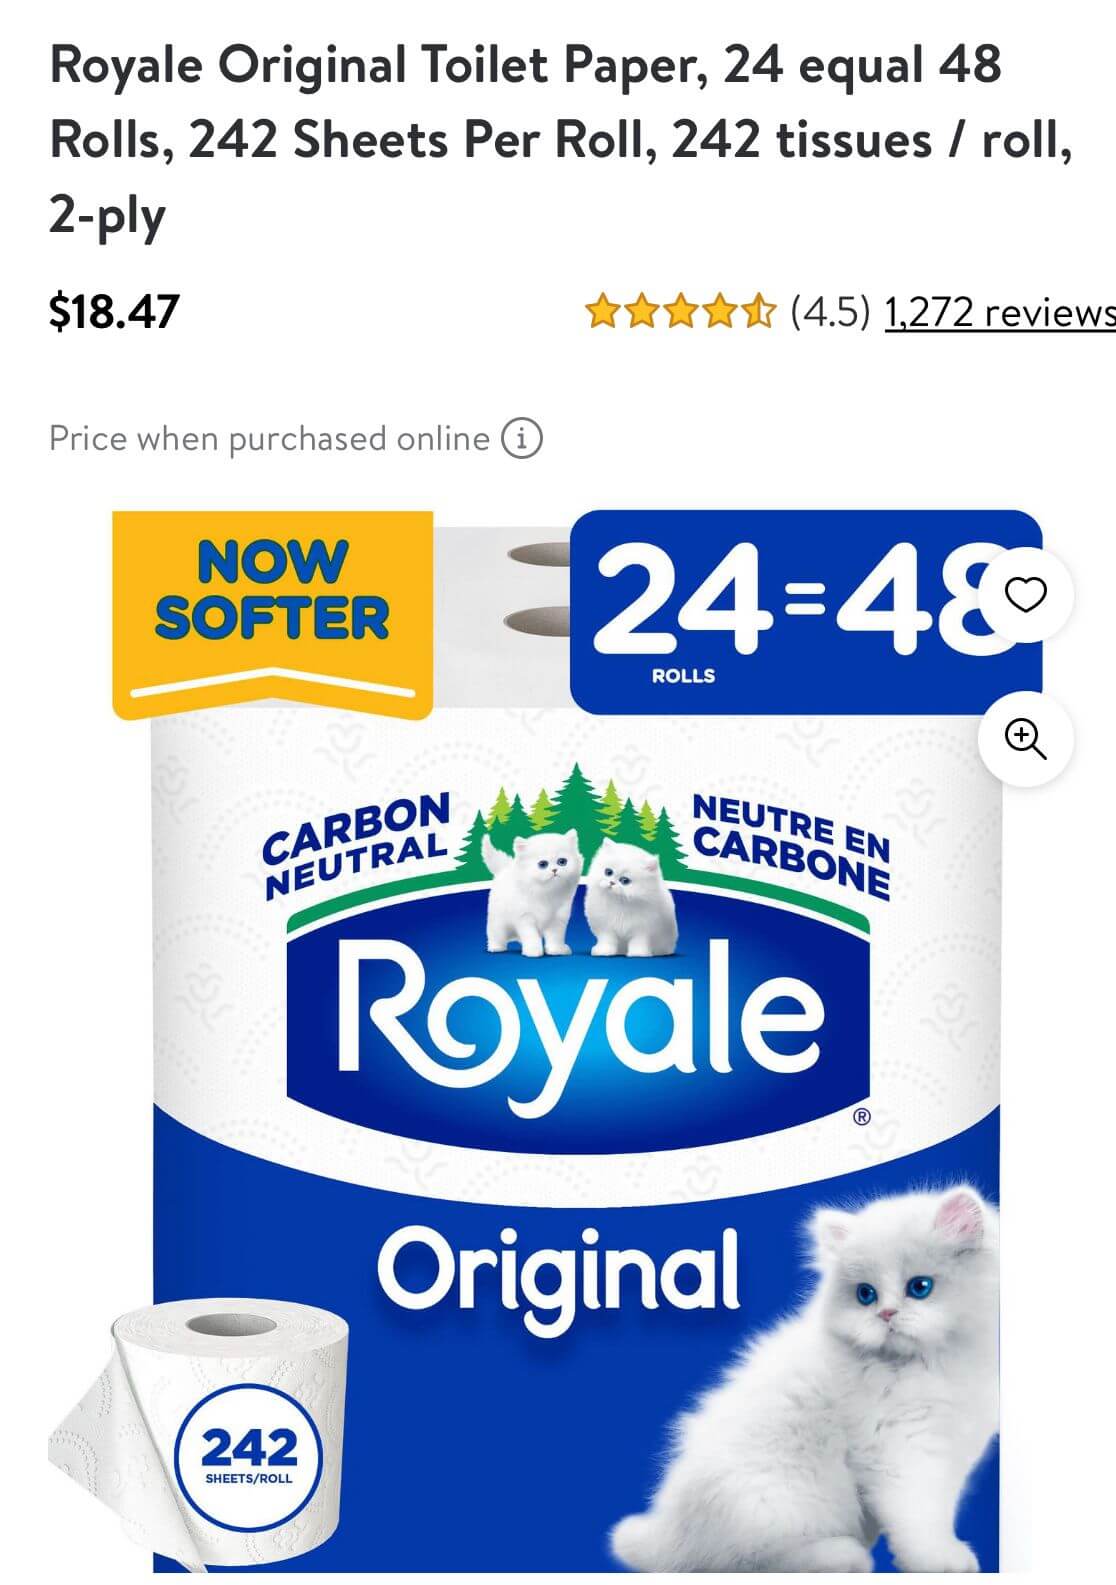 Royale Original Toilet Paper, 24 equal 48
Rolls, 242 Sheets Per Roll, 242 tissues / roll,
2-ply
$18.47
(4.5) 1,272 reviews
Price when purchased online
NOW
SOFTER
24=48
ROLLS
CARBON
NEUTRAL
NEUTRE EN
CARBONE
Royale
®
Original
242
SHEETS/ROLL